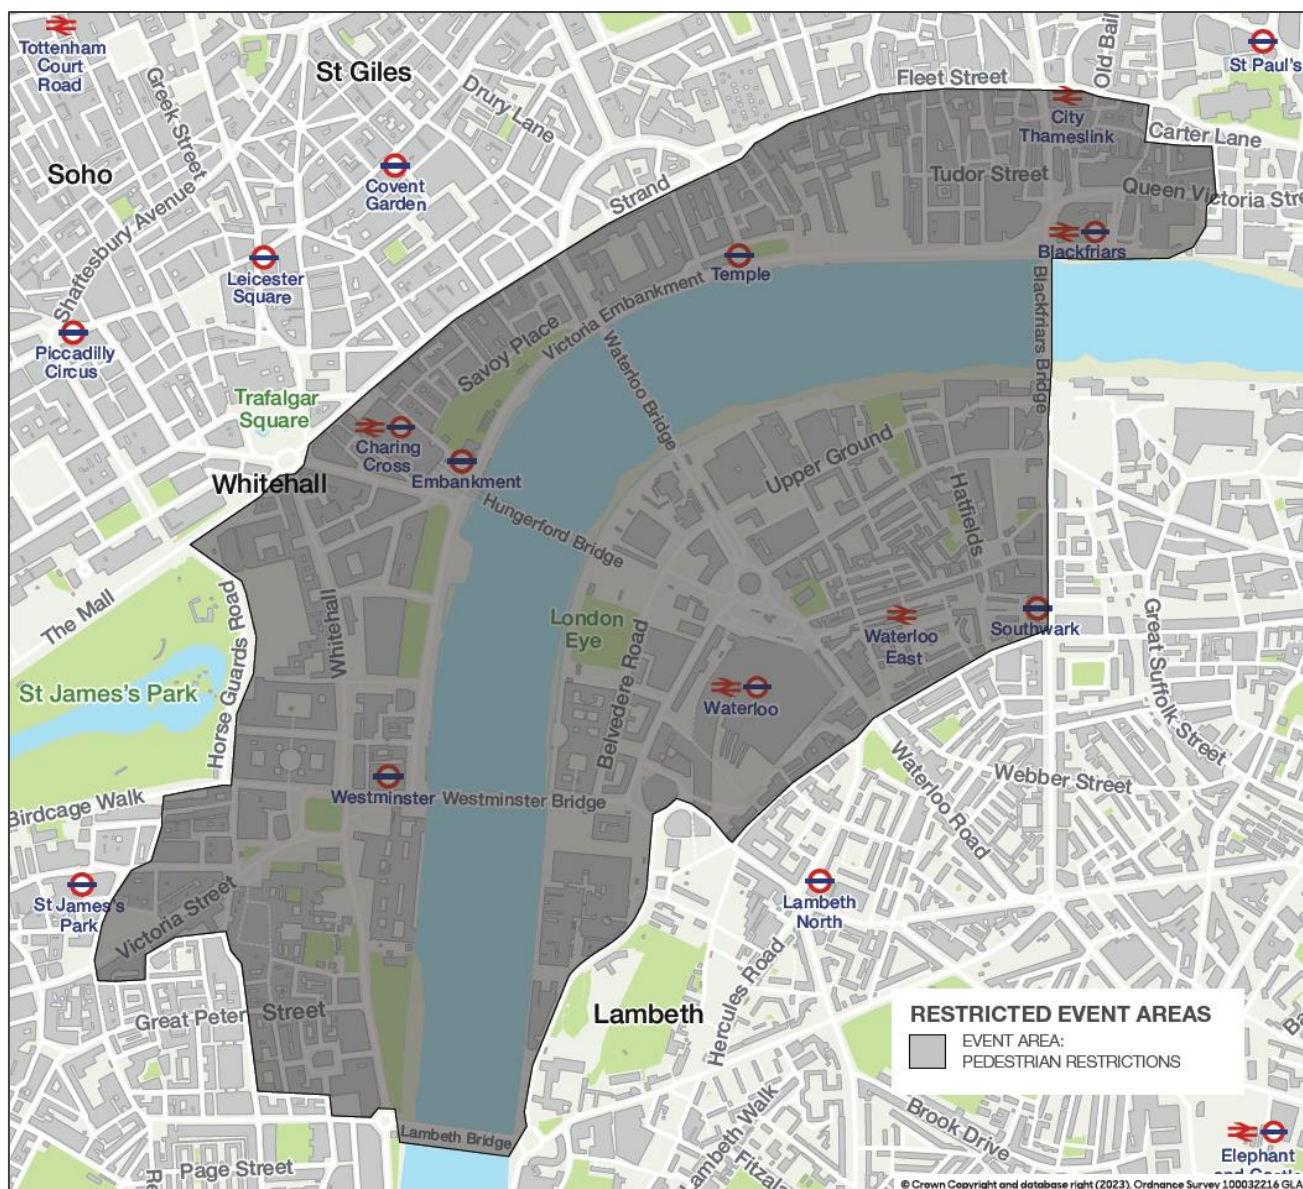 Tottenham
Court
Road
St Giles
Greek Street
Drury Lane
Fleet Street
Old Bail
St Paul's
City
Thameslink
Carter Lane
Soho
Covent
Garden
Tudor Street
Queen Victoria Stre
Shaftesbury Avenue
Strand
Leicester
Square
Temple
Blackfriars
Victoria Embankment
Blackfriars Bridge
Piccadilly
Circus
Savoy Place
Waterloo Bridge
Trafalgar
Square
Charing
Cross
Embankment
Upper Ground
Whitehall
Hungerford Bridge
Hatfields
The Mall
Horse Guards Road
Whitehall
London
Eye
Belvedere Road
Waterloo
East
Southwark
Great Suffolk Street
St James's Park
Waterloo
Waterloo Road
Webber Street
Birdcage Walk
Westminster
Westminster Bridge
St James's
Park
Victoria Street
Lambeth
North
Great Peter Street
Lambeth
Hercules Road
RESTRICTED EVENT AREAS
EVENT AREA:
PEDESTRIAN RESTRICTIONS
Lambeth Bridge
Lambeth Walk
Brook Drive
Page Street
Fitzala
Elephant
and Castle
© Crown Copyright and database right (2023). Ordnance Survey 100032216 GLA